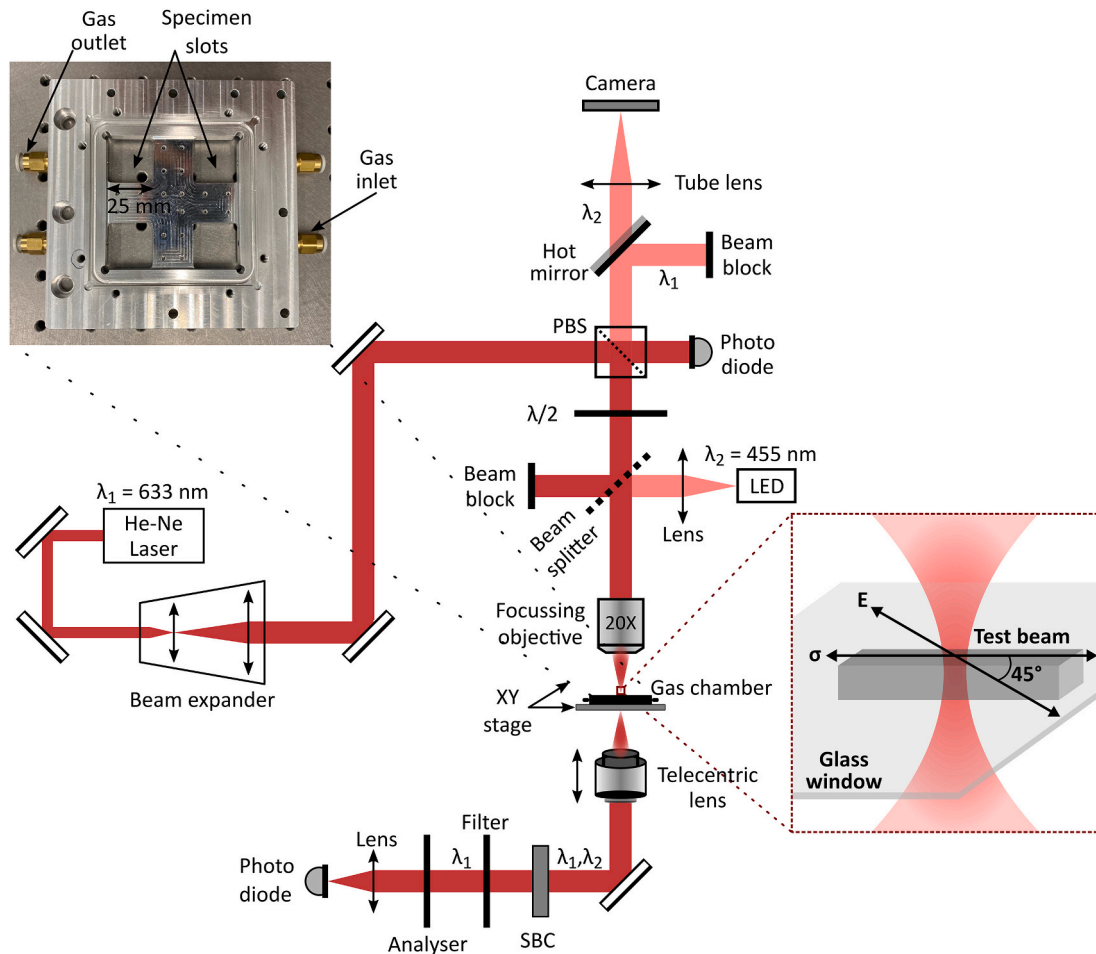 Gas
outlet
Specimen
slots
Gas
inlet
25 mm
Camera
Tube lens
λ2
Hot
mirror
Beam
block
λ1
PBS
Photo
diode
λ/2
λ2 = 455 nm
LED
Beam
block
Beam
splitter
Lens
λ1 = 633 nm
He-Ne
Laser
Beam expander
Focussing
objective
20X
Gas chamber
XY
stage
Telecentric
lens
E
Test beam
σ
45°
Glass
window
Filter
Lens
λ1
λ1,λ2
Photo
diode
Analyser
SBC